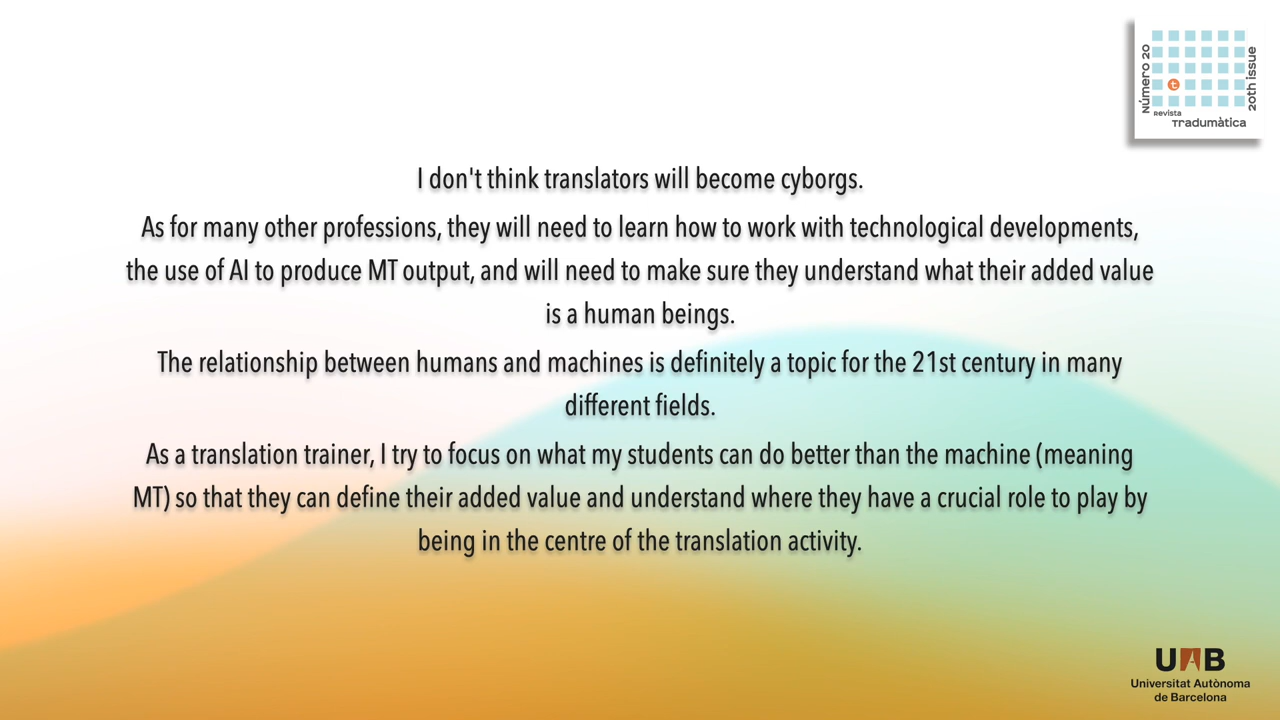 Número 20
20th issue
Revista
Tradumàtica
I don't think translators will become cyborgs.
As for many other professions, they will need to learn how to work with technological developments,
the use of AI to produce MT output, and will need to make sure they understand what their added value
is a human beings.
The relationship between humans and machines is definitely a topic for the 21st century in many
different fields.
As a translation trainer, I try to focus on what my students can do better than the machine (meaning
MT) so that they can define their added value and understand where they have a crucial role to play by
being in the centre of the translation activity.
UAB
Universitat Autònoma
de Barcelona